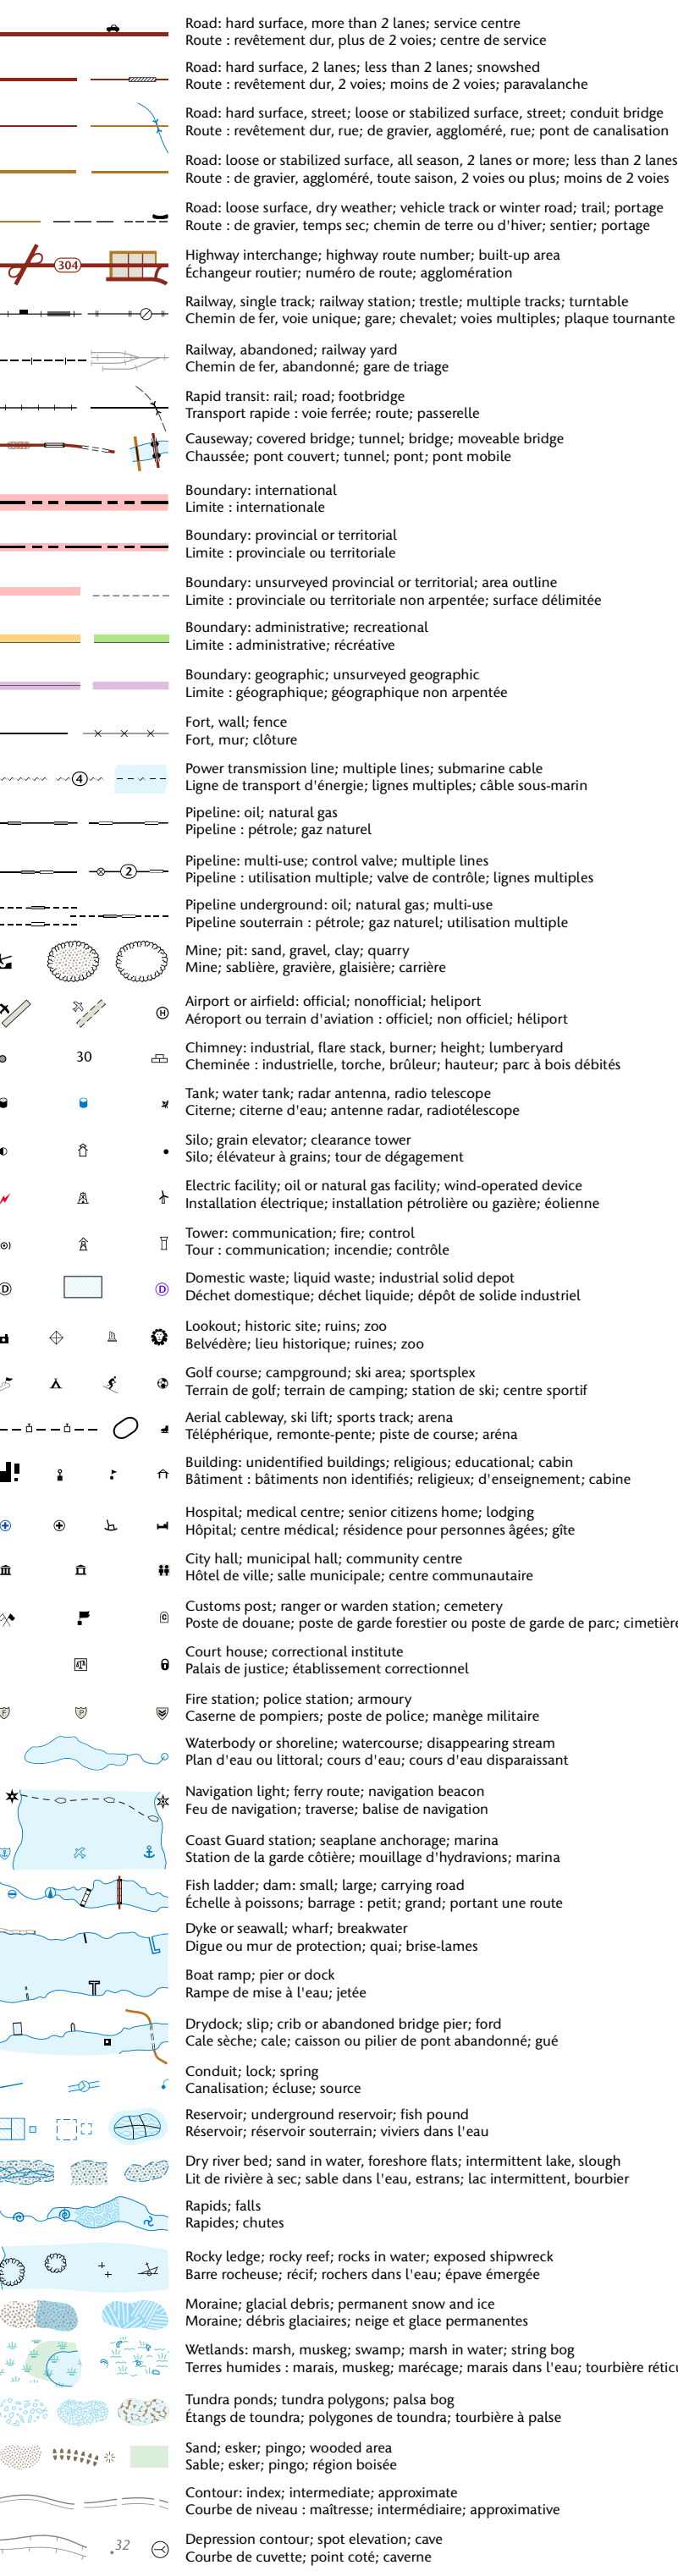 Road: hard surface, more than 2 lanes; service centre
Route : revêtement dur, plus de 2 voies; centre de service
Road: hard surface, 2 lanes; less than 2 lanes; snowshed
Route : revêtement dur, 2 voies; moins de 2 voies; paravalanche
Road: hard surface, street; loose or stabilized surface, street; conduit bridge
Route : revêtement dur, rue; de gravier, aggloméré, rue; pont de canalisation
Road: loose or stabilized surface, all season, 2 lanes or more; less than 2 lanes
Route : de gravier, aggloméré, toute saison, 2 voies ou plus; moins de 2 voies
Road: loose surface, dry weather; vehicle track or winter road; trail; portage
Route : de gravier, temps sec; chemin de terre ou d'hiver; sentier; portage
304
Highway interchange; highway route number; built-up area
Échangeur routier; numéro de route; agglomération
Railway, single track; railway station; trestle; multiple tracks; turntable
Chemin de fer, voie unique; gare; chevalet; voies multiples; plaque tournante
Railway, abandoned; railway yard
Chemin de fer, abandonné; gare de triage
Rapid transit: rail; road; footbridge
Transport rapide : voie ferrée; route; passerelle
Causeway; covered bridge; tunnel; bridge; moveable bridge
Chaussée; pont couvert; tunnel; pont; pont mobile
Boundary: international
Limite : internationale
Boundary: provincial or territorial
Limite : provinciale ou territoriale
Boundary: unsurveyed provincial or territorial; area outline
Limite : provinciale ou territoriale non arpentée; surface délimitée
Boundary: administrative; recreational
Limite : administrative; récréative
Boundary: geographic; unsurveyed geographic
Limite : géographique; géographique non arpentée
Fort, wall; fence
Fort, mur; clôture
4
Power transmission line; multiple lines; submarine cable
Ligne de transport d'énergie; lignes multiples; câble sous-marin
Pipeline: oil; natural gas
Pipeline : pétrole; gaz naturel
2
Pipeline: multi-use; control valve; multiple lines
Pipeline : utilisation multiple; valve de contrôle; lignes multiples
Pipeline underground: oil; natural gas; multi-use
Pipeline souterrain : pétrole; gaz naturel; utilisation multiple
Mine; pit: sand, gravel, clay; quarry
Mine; sablière, gravière, glaisière; carrière
H
Airport or airfield: official; nonofficial; heliport
Aéroport ou terrain d'aviation : officiel; non officiel; héliport
30
Chimney: industrial, flare stack, burner; height; lumberyard
Cheminée : industrielle, torche, brûleur; hauteur; parc à bois débités
Tank; water tank; radar antenna, radio telescope
Citerne; citerne d'eau; antenne radar, radiotélescope
Silo; grain elevator; clearance tower
Silo; élévateur à grains; tour de dégagement
Electric facility; oil or natural gas facility; wind-operated device
Installation électrique; installation pétrolière ou gazière; éolienne
Tower: communication; fire; control
Tour : communication; incendie; contrôle
D D
Domestic waste; liquid waste; industrial solid depot
Déchet domestique; déchet liquide; dépôt de solide industriel
Lookout; historic site; ruins; zoo
Belvédère; lieu historique; ruines; zoo
Golf course; campground; ski area; sportsplex
Terrain de golf; terrain de camping; station de ski; centre sportif
Aerial cableway, ski lift; sports track; arena
Téléphérique, remonte-pente; piste de course; aréna
Building: unidentified buildings; religious; educational; cabin
Bâtiment : bâtiments non identifiés; religieux; d'enseignement; cabine
Hospital; medical centre; senior citizens home; lodging
Hôpital; centre médical; résidence pour personnes âgées; gîte
City hall; municipal hall; community centre
Hôtel de ville; salle municipale; centre communautaire
C
Customs post; ranger or warden station; cemetery
Poste de douane; poste de garde forestier ou poste de garde de parc; cimetière
Court house; correctional institute
Palais de justice; établissement correctionnel
F P
Fire station; police station; armoury
Caserne de pompiers; poste de police; manège militaire
Waterbody or shoreline; watercourse; disappearing stream
Plan d'eau ou littoral; cours d'eau; cours d'eau disparaissant
Navigation light; ferry route; navigation beacon
Feu de navigation; traverse; balise de navigation
Coast Guard station; seaplane anchorage; marina
Station de la garde côtière; mouillage d'hydravions; marina
Fish ladder; dam: small; large; carrying road
Échelle à poissons; barrage : petit; grand; portant une route
Dyke or seawall; wharf; breakwater
Digue ou mur de protection; quai; brise-lames
Boat ramp; pier or dock
Rampe de mise à l'eau; jetée
Drydock; slip; crib or abandoned bridge pier; ford
Cale sèche; cale; caisson ou pilier de pont abandonné; gué
Conduit; lock; spring
Canalisation; écluse; source
Reservoir; underground reservoir; fish pound
Réservoir; réservoir souterrain; viviers dans l'eau
Dry river bed; sand in water, foreshore flats; intermittent lake, slough
Lit de rivière à sec; sable dans l'eau, estrans; lac intermittent, bourbier
Rapids; falls
Rapides; chutes
Rocky ledge; rocky reef; rocks in water; exposed shipwreck
Barre rocheuse; récif; rochers dans l'eau; épave émergée
Moraine; glacial debris; permanent snow and ice
Moraine; débris glaciaires; neige et glace permanentes
Wetlands: marsh, muskeg; swamp; marsh in water; string bog
Terres humides : marais, muskeg; marécage; marais dans l'eau; tourbière
Tundra ponds; tundra polygons; palsa bog
Étangs de toundra; polygones de toundra; tourbière à palse
Sand; esker; pingo; wooded area
Sable; esker; pingo; région boisée
Contour: index; intermediate; approximate
Courbe de niveau : maîtresse; intermédiaire; approximative
.32
Depression contour; spot elevation; cave
Courbe de cuvette; point coté; caverne